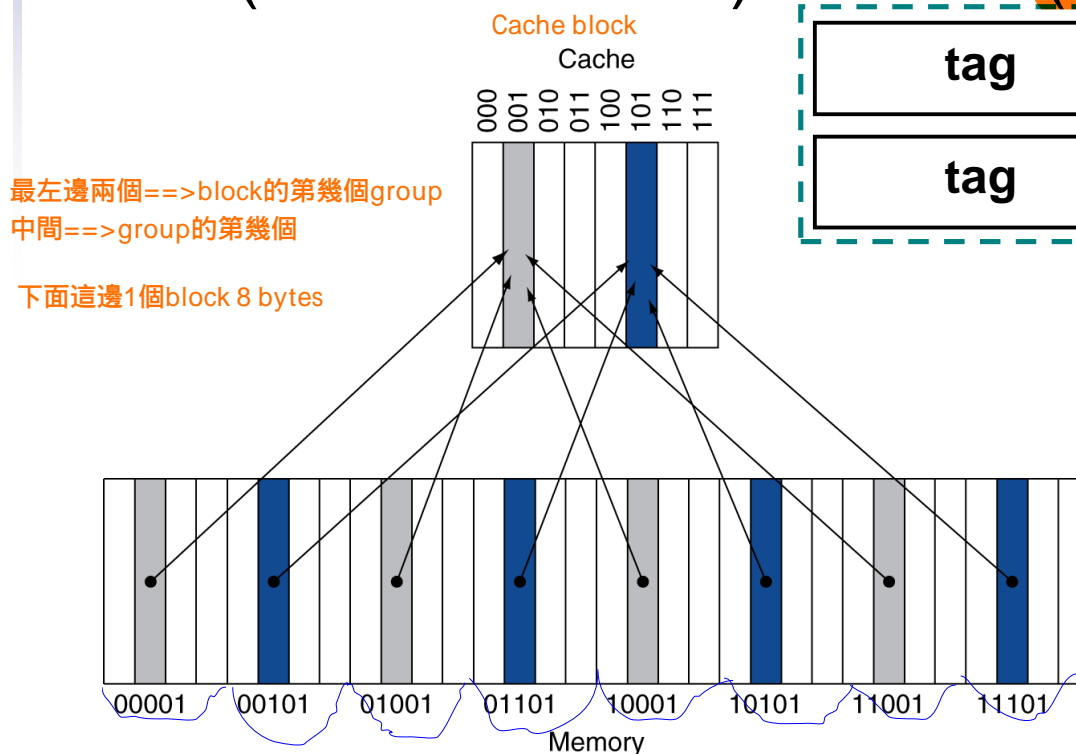 Cache block
Cache
000 001 010 011 100 101 110 111
tag
tag
最左邊兩個==>block的第幾個group
中間==>group的第幾個
下面這邊1個block 8 bytes
00001 00101 01001 01101 10001 10101 11001 11101
Memory